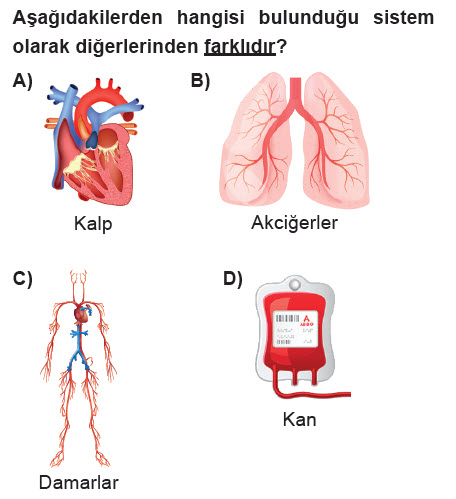 Aşağıdakilerden hangisi bulunduğu sistem
olarak diğerlerinden farklıdır?
A)
B)
Kalp
Akciğerler
C)
D)
A
Kan
Damarlar